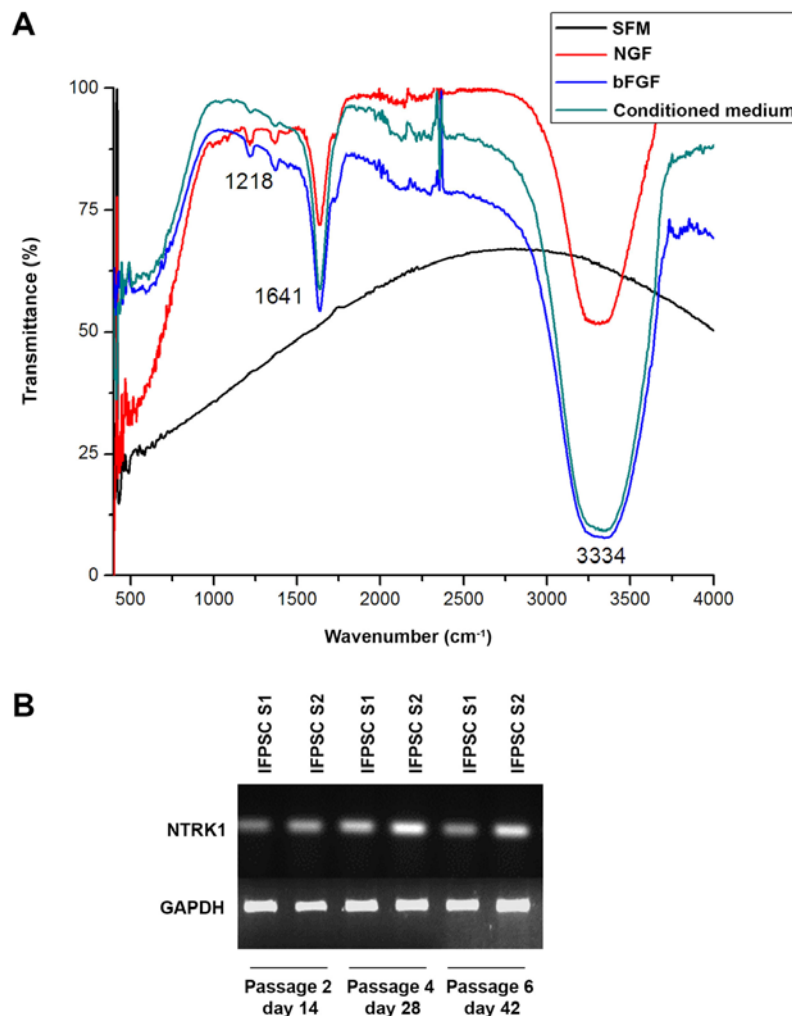 A
SFM
NGF
bFGF
Conditioned medium
100
75
50
25
0
Transmittance (%)
1218
1641
3334
500 1000 1500 2000 2500 3000 3500 4000
Wavenumber (cm⁻¹)
B
IFPSC S1 IFPSC S2 IFPSC S1 IFPSC S2 IFPSC S1 IFPSC S2
NTRK1
GAPDH
Passage 2 Passage 4 Passage 6
day 14 day 28 day 42